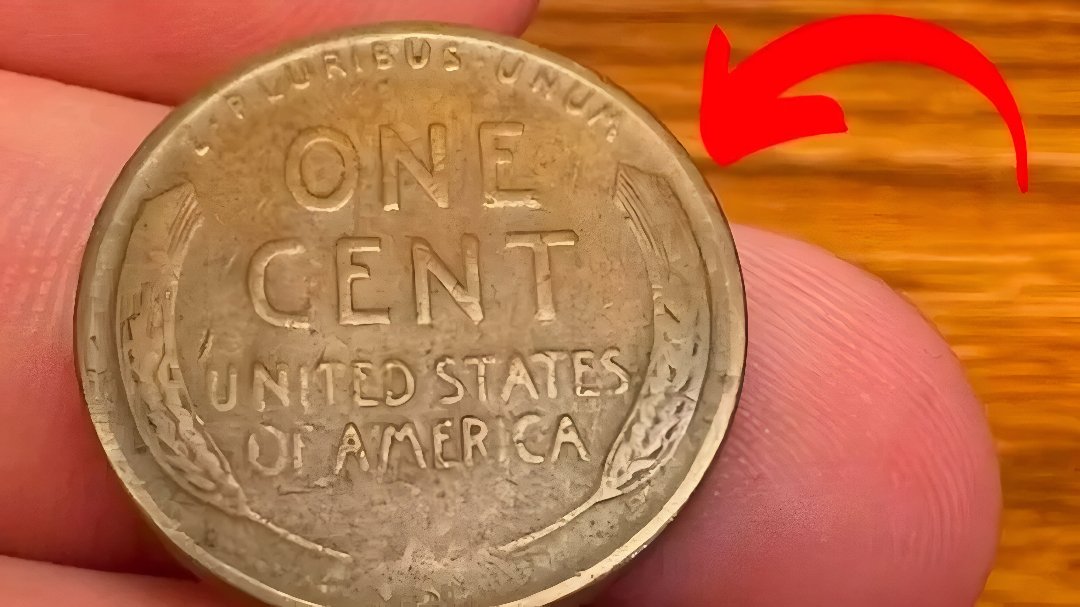 E PLURIBUS UNUM
ONE
CENT
UNITED STATES
OF AMERICA